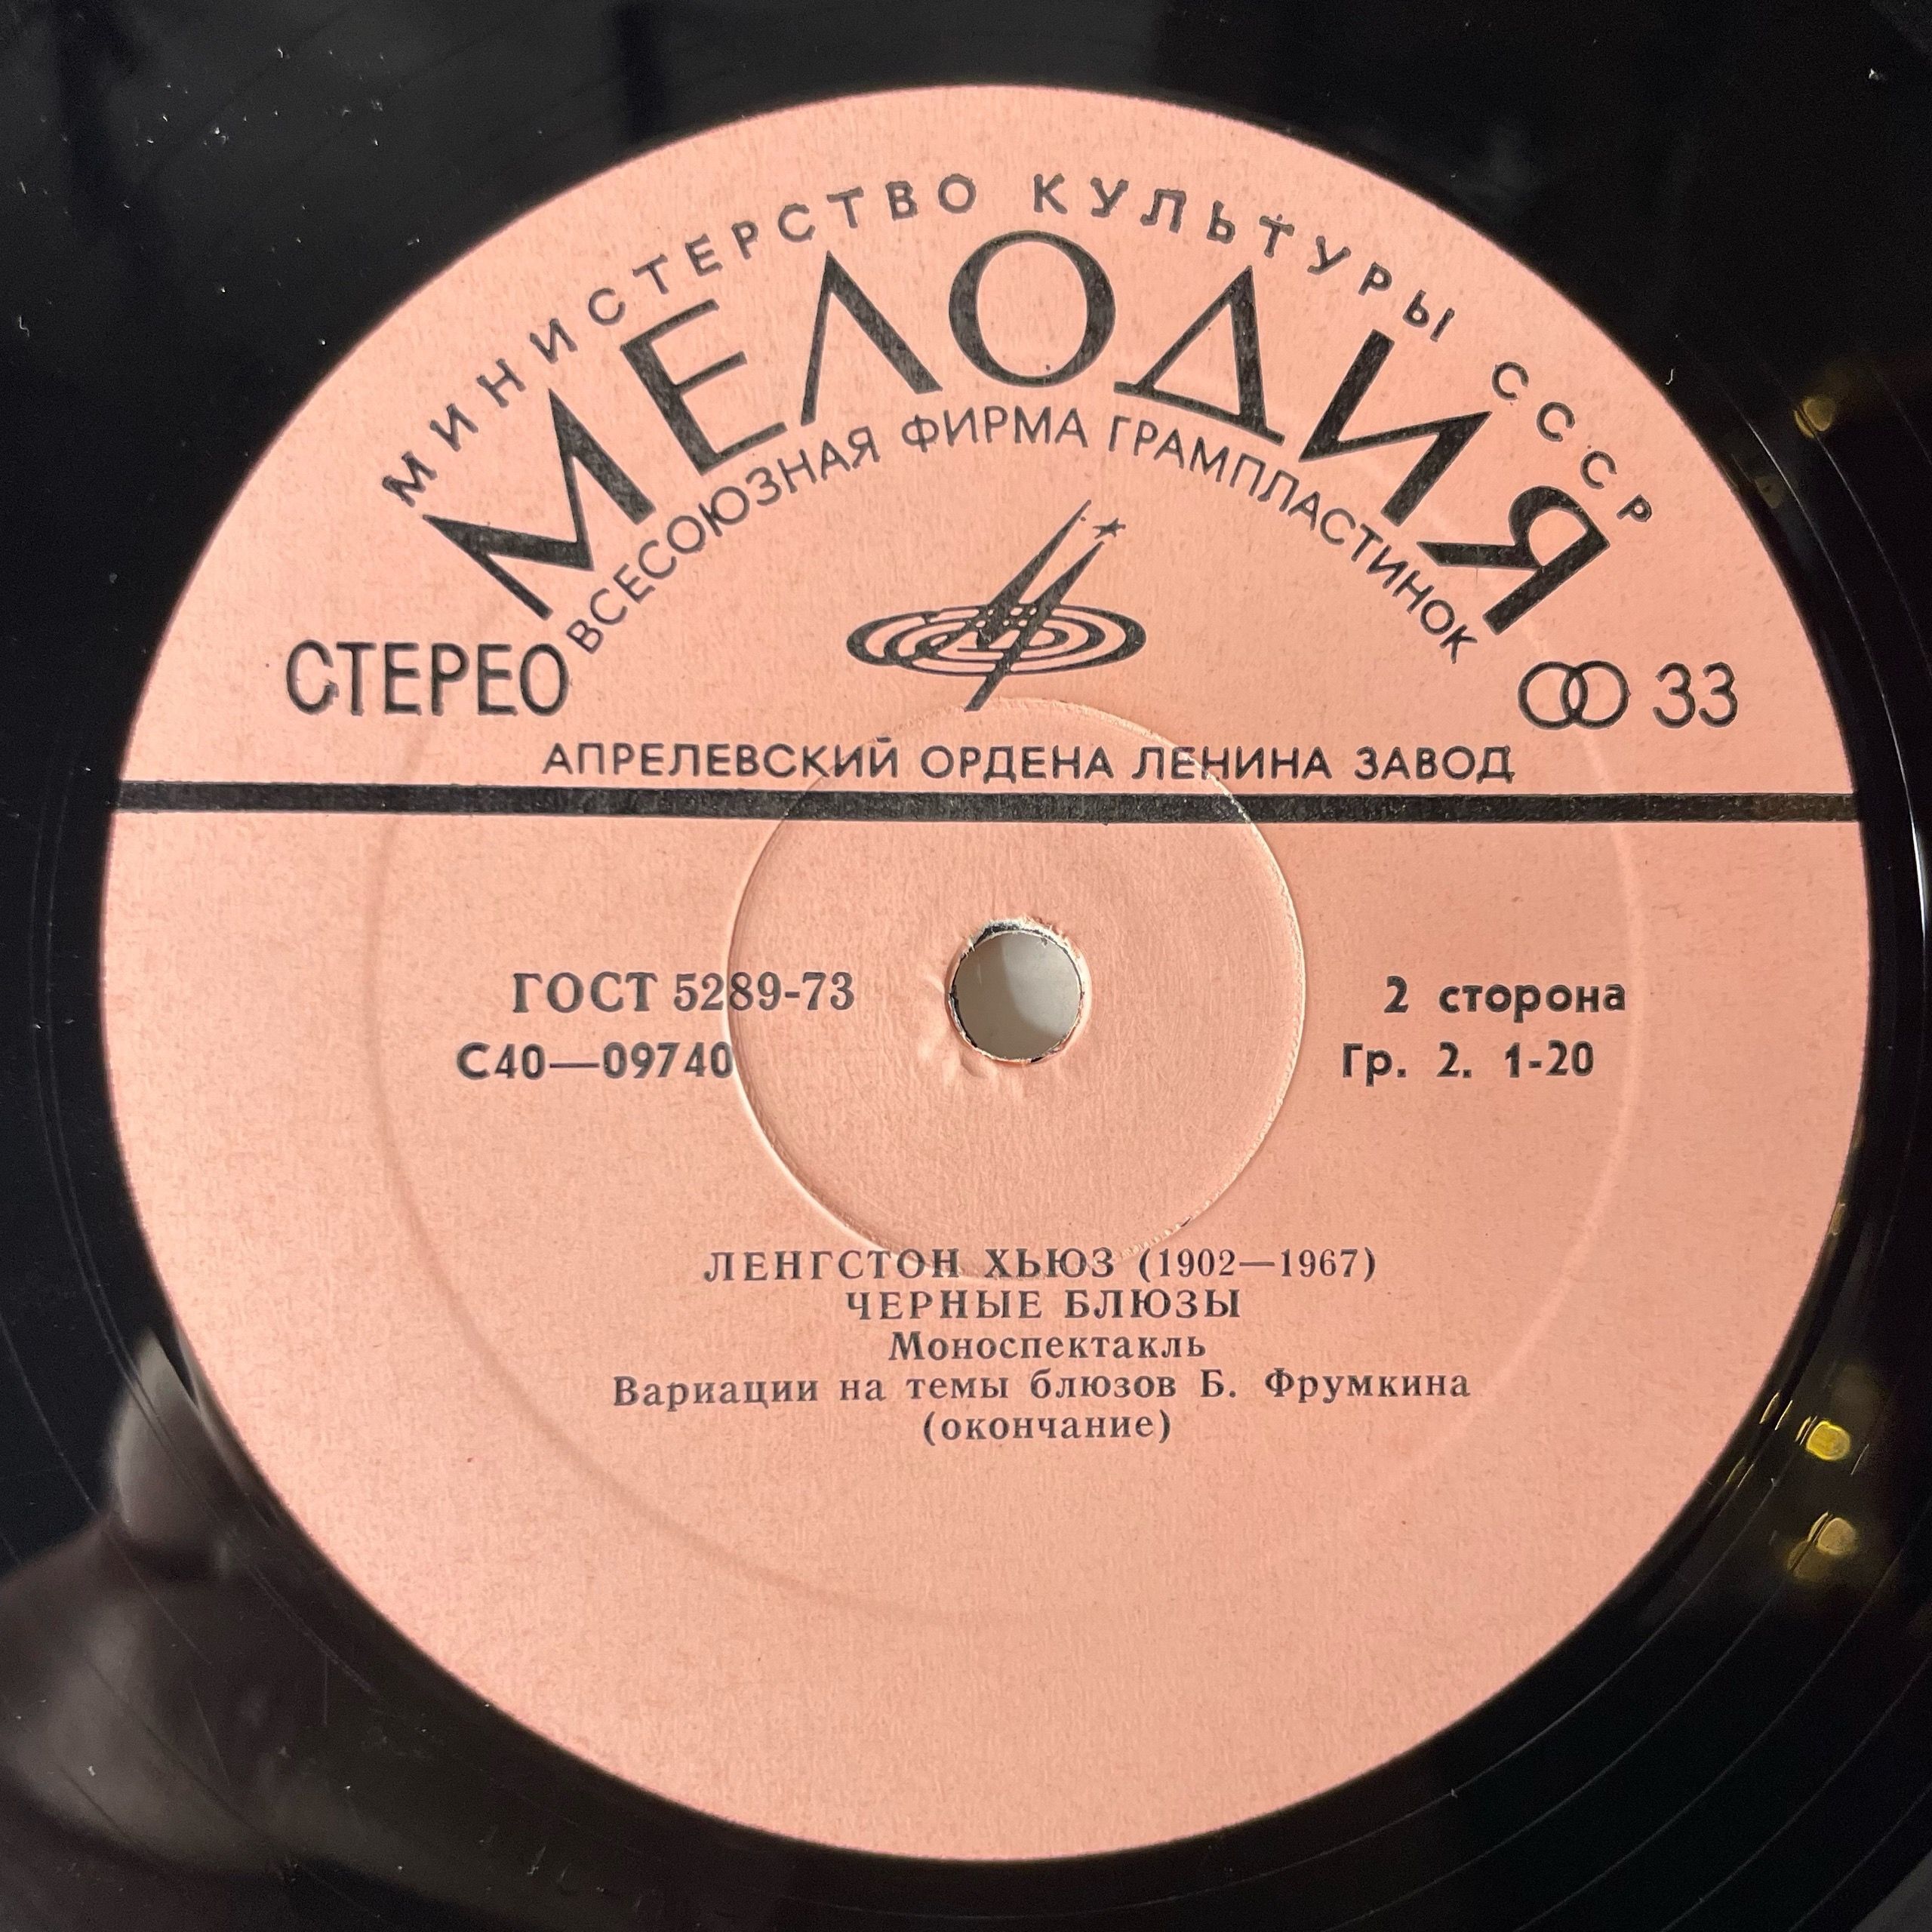 МИНИСТЕРСТВО КУЛЬТУРЫ СССР
МЕЛОДИЯ
ВСЕСОЮЗНАЯ ФИРМА ГРАМПЛАСТИНОК
СТЕРЕО
33
АПРЕЛЕВСКИЙ ОРДЕНА ЛЕНИНА ЗАВОД
ГОСТ 5289-73
2 сторона
С40—09740
Гр. 2. 1-20
ЛЕНГСТОН ХЬЮЗ (1902—1967)
ЧЕРНЫЕ БЛЮЗЫ
Моноспектакль
Вариации на темы блюзов Б. Фрумкина
(окончание)